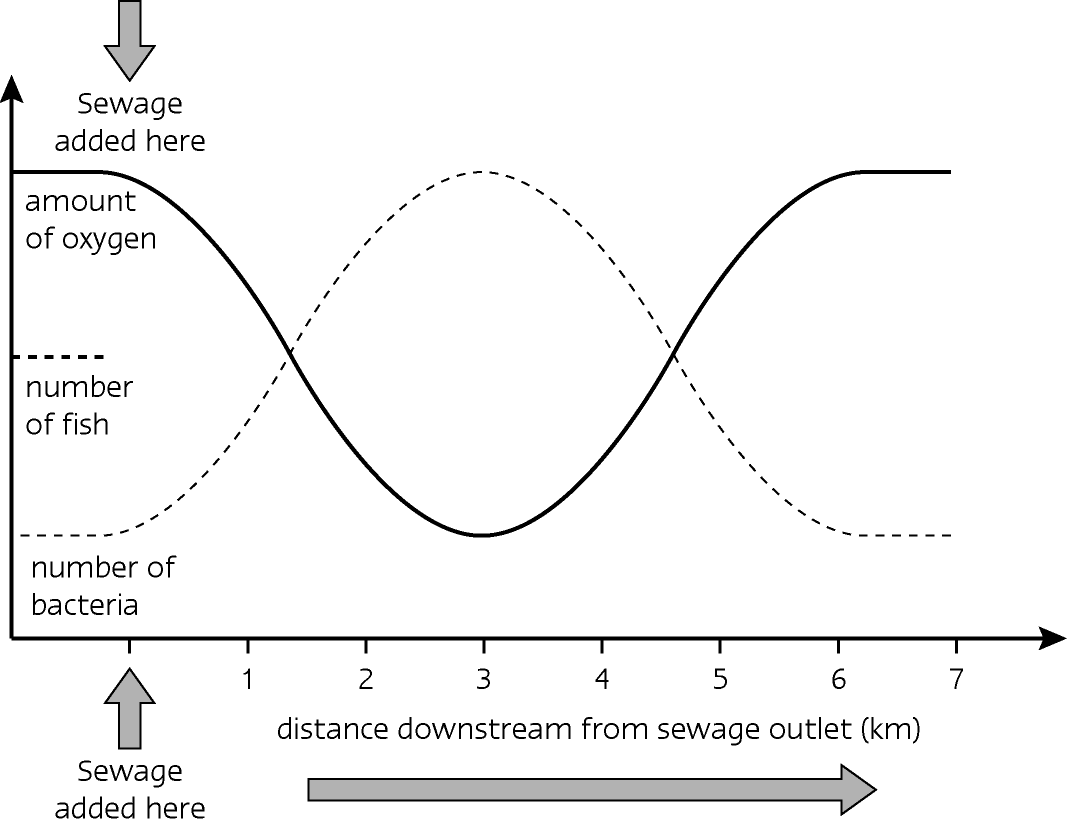 Sewage
added here
amount
of oxygen
number
of fish
number of
bacteria
1 2 3 4 5 6 7
distance downstream from sewage outlet (km)
Sewage
added here